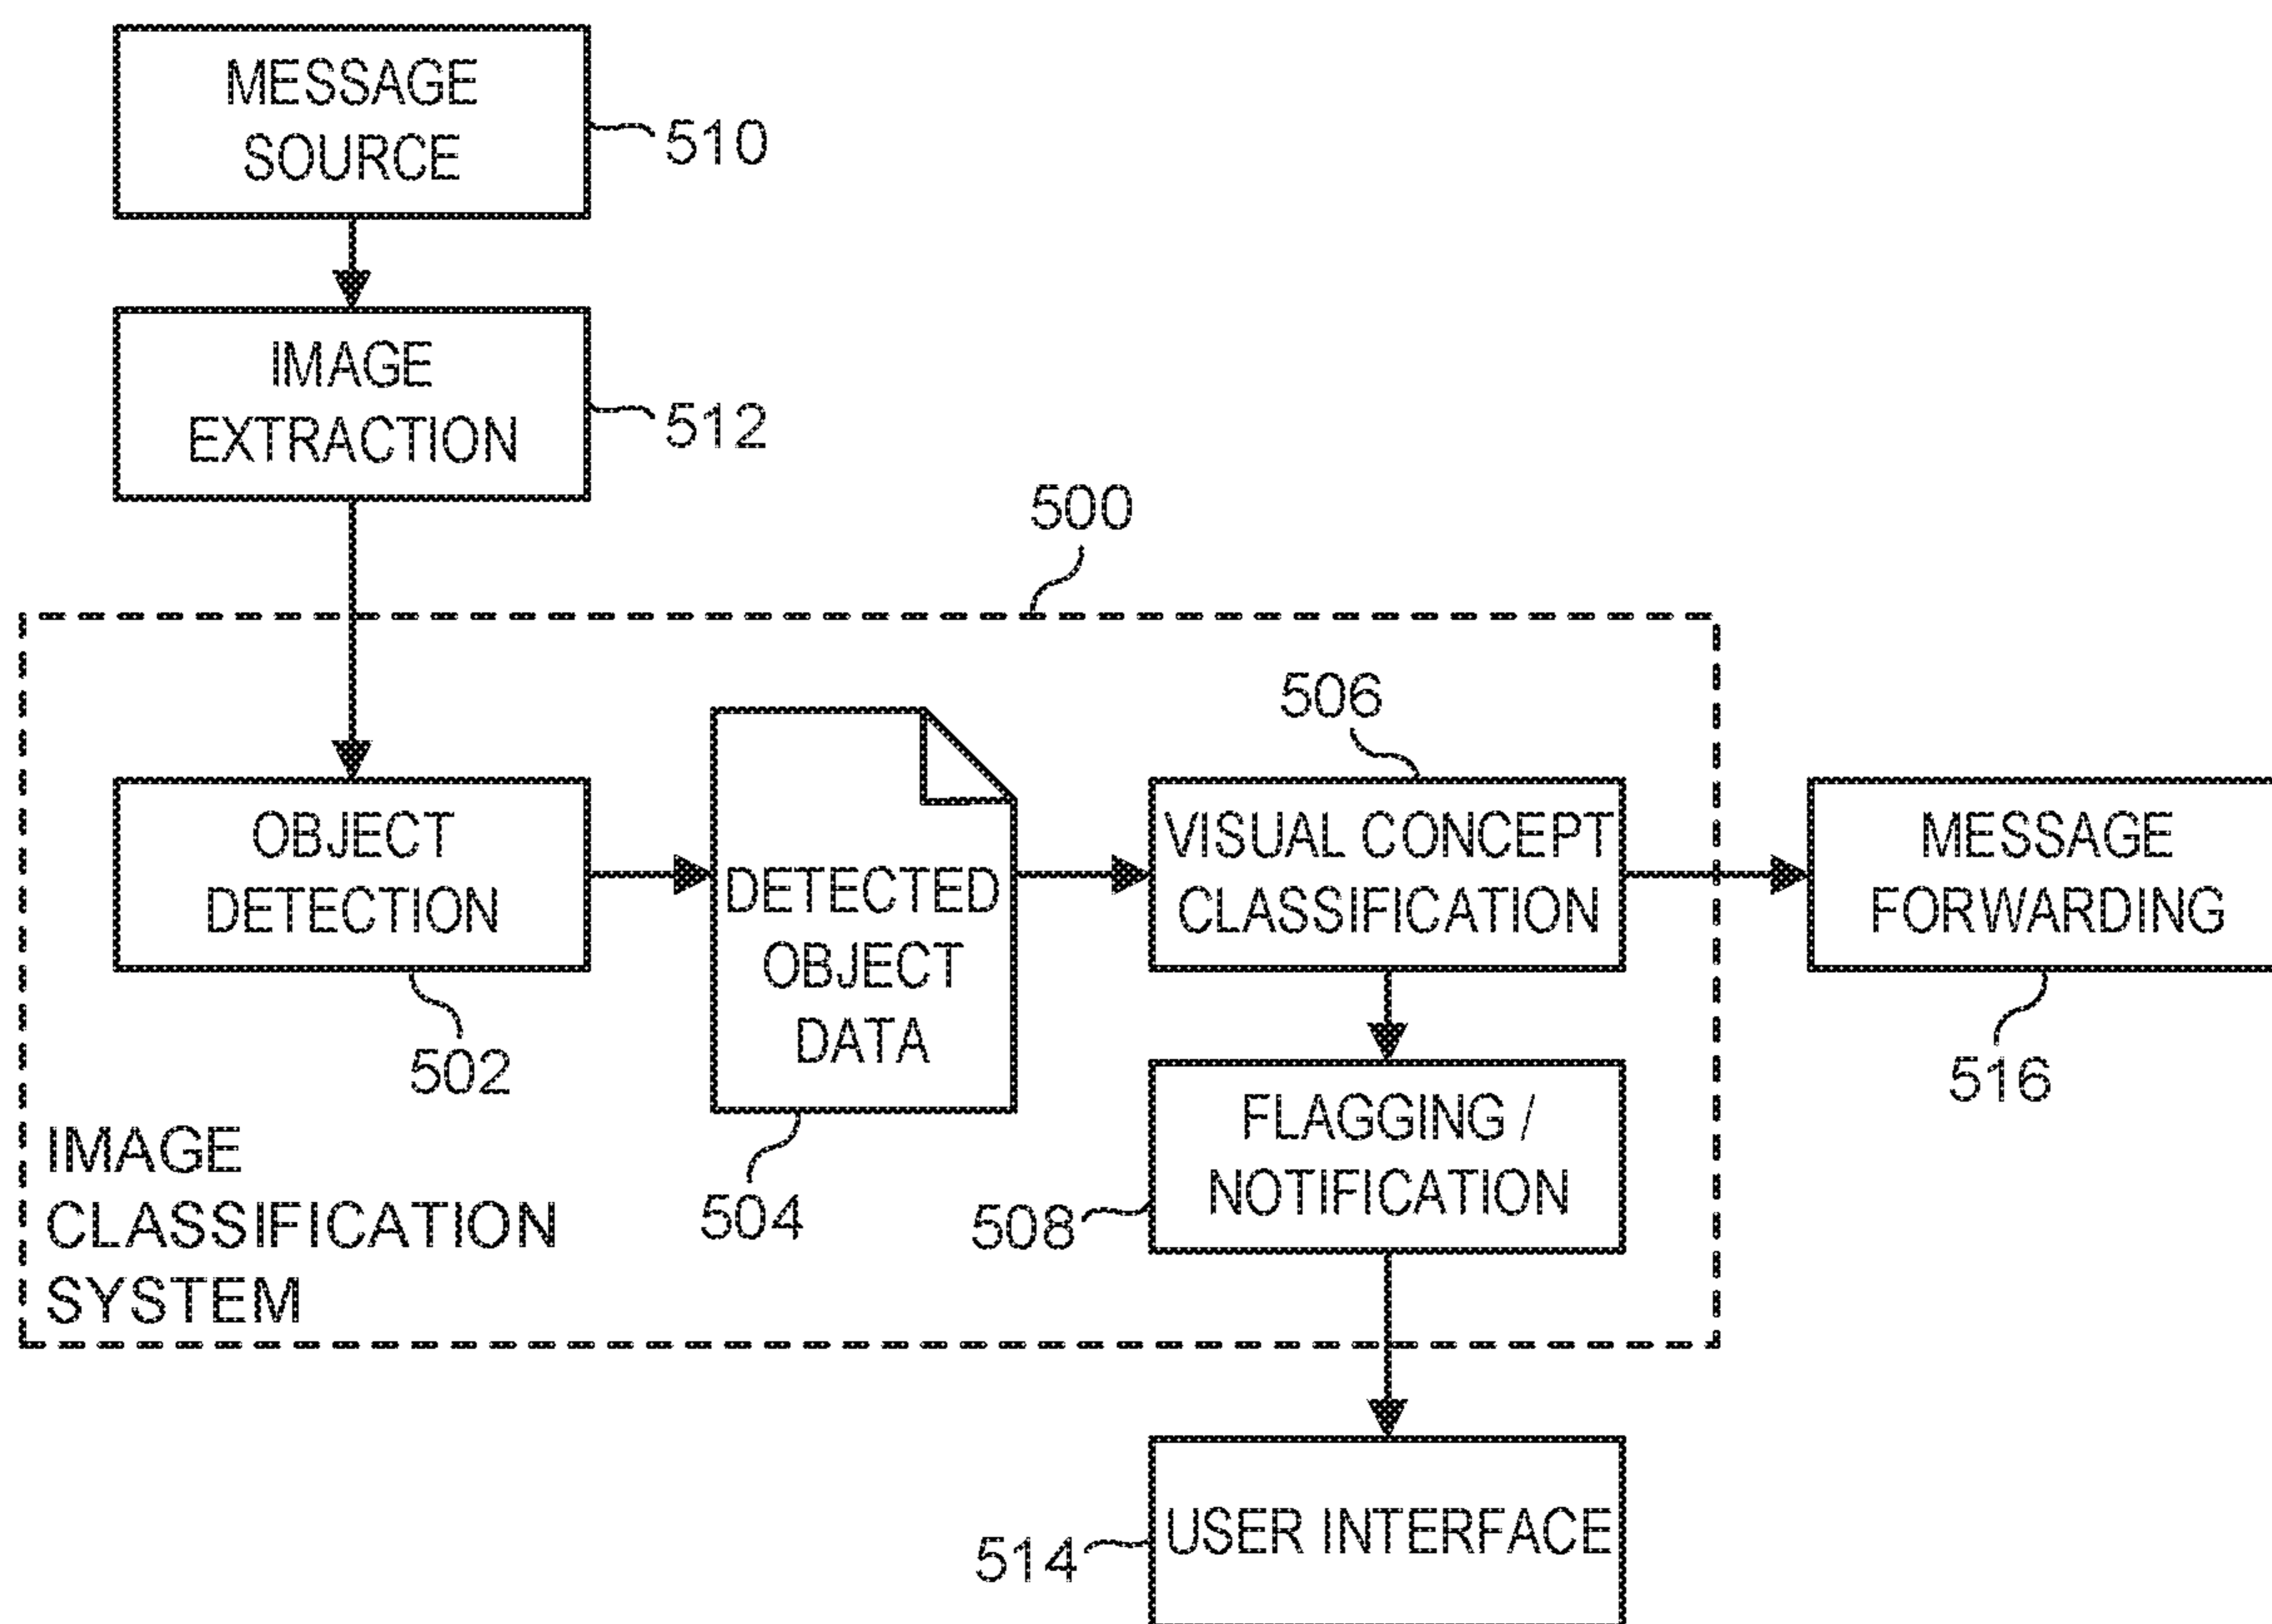 MESSAGE
SOURCE
510
IMAGE
EXTRACTION
512
500
506
OBJECT
DETECTION
502
DETECTED
OBJECT
DATA
504
VISUAL CONCEPT
CLASSIFICATION
MESSAGE
FORWARDING
516
FLAGGING /
NOTIFICATION
508
IMAGE
CLASSIFICATION
SYSTEM
USER INTERFACE
514